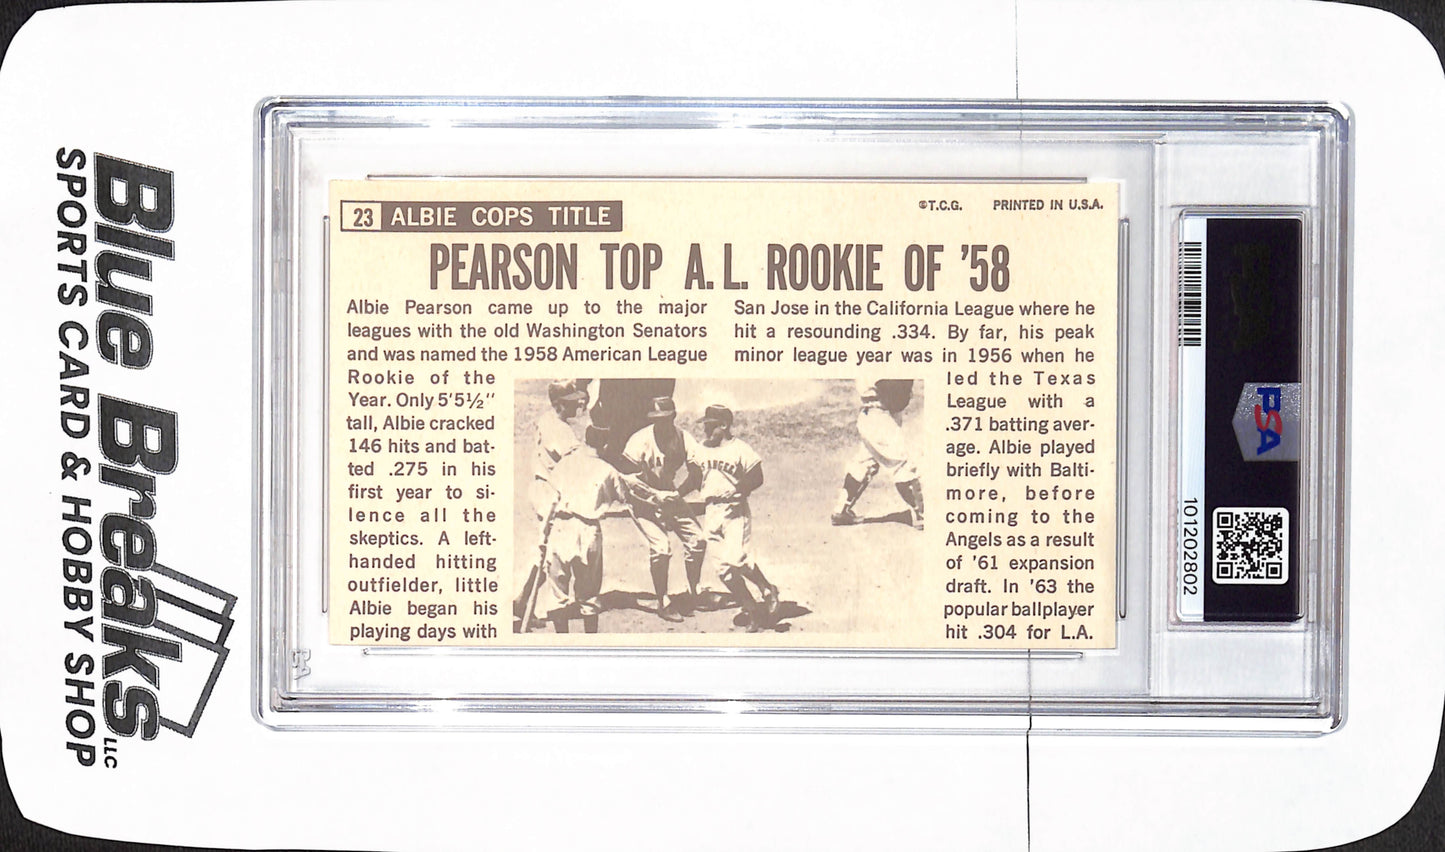 Blue Breaks LLC
SPORTS CARD & HOBBY SHOP
23 ALBIE COPS TITLE
©T.C.G. PRINTED IN U.S.A.
PEARSON TOP A.L. ROOKIE OF '58
Albie Pearson came up to the major
leagues with the old Washington Senators
and was named the 1958 American League
Rookie of the
Year. Only 5'5½"
tall, Albie cracked
146 hits and bat-
ted .275 in his
first year to si-
lence all the
skeptics. A left-
handed hitting
outfielder, little
Albie began his
playing days with
San Jose in the California League where he
hit a resounding .334. By far, his peak
minor league year was in 1956 when he
led the Texas
League with a
.371 batting aver-
age. Albie played
briefly with Balti-
more, before
coming to the
Angels as a result
of '61 expansion
draft. In '63 the
popular ballplayer
hit .304 for L.A.
PSA
101202802